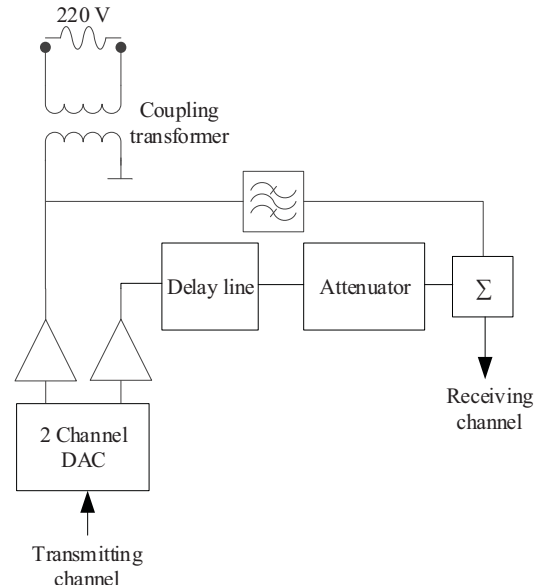 220 V
Coupling
transformer
Delay line
Attenuator
Σ
Receiving
channel
2 Channel
DAC
Transmitting
channel